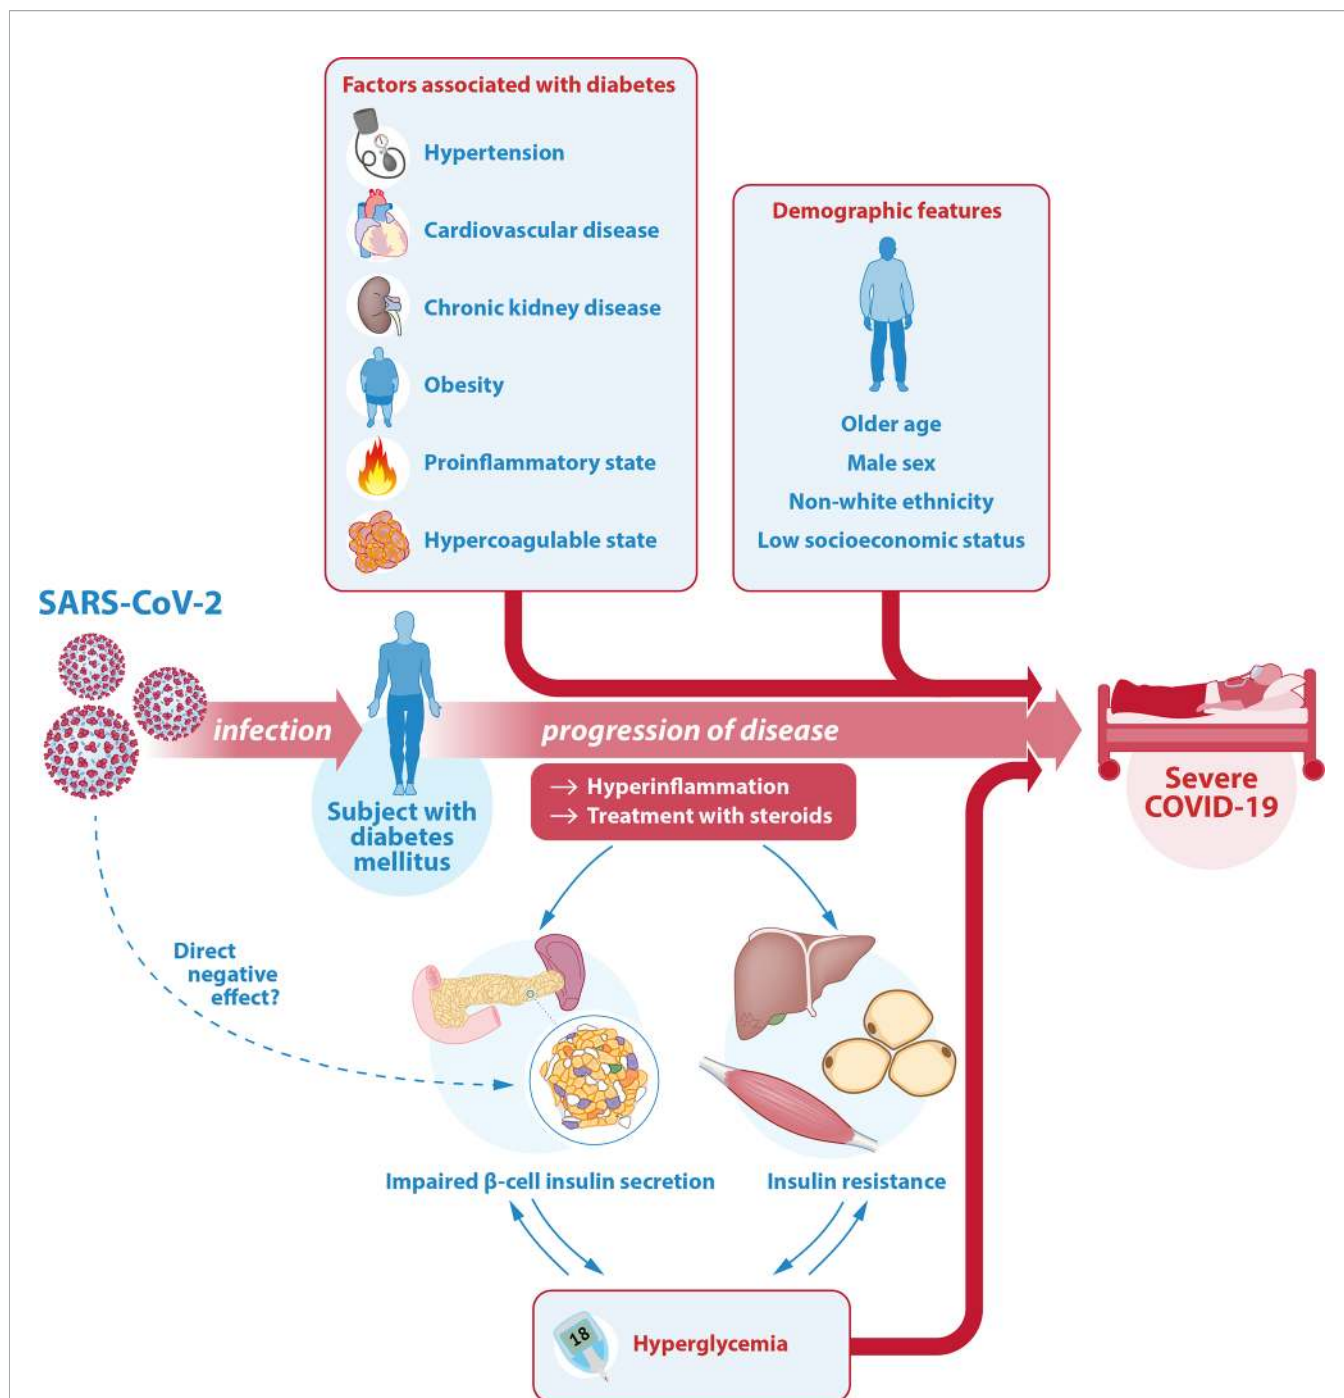 Factors associated with diabetes
Hypertension
Cardiovascular disease
Chronic kidney disease
Obesity
Proinflammatory state
Hypercoagulable state
Demographic features
Older age
Male sex
Non-white ethnicity
Low socioeconomic status
SARS-CoV-2
infection
progression of disease
Subject with
diabetes
mellitus
→ Hyperinflammation
→ Treatment with steroids
Severe
COVID-19
Direct
negative
effect?
Impaired β-cell insulin secretion
Insulin resistance
18
Hyperglycemia